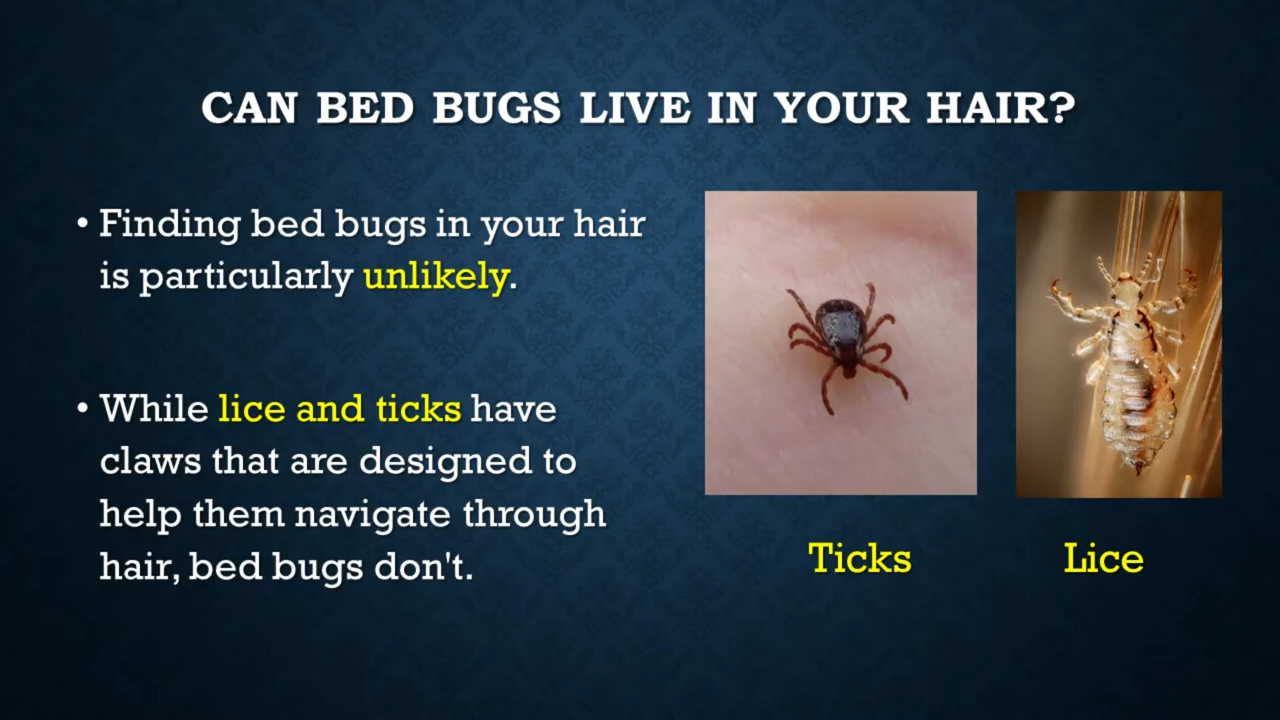 CAN BED BUGS LIVE IN YOUR HAIR?
• Finding bed bugs in your hair
is particularly unlikely.
• While lice and ticks have
claws that are designed to
help them navigate through
hair, bed bugs don't.
Ticks
Lice